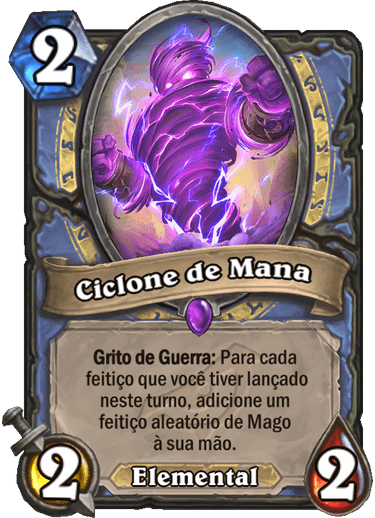 2
Ciclone de Mana
Grito de Guerra: Para cada
feitiço que você tiver lançado
neste turno, adicione um
feitiço aleatório de Mago
à sua mão.
2
Elemental
2